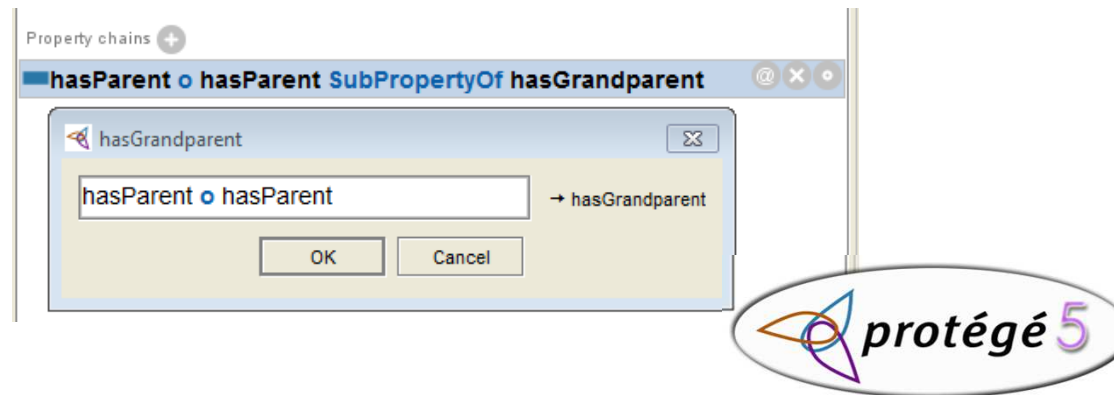 Property chains
hasParent o hasParent SubPropertyOf hasGrandparent
hasGrandparent
hasParent o hasParent → hasGrandparent
OK Cancel
protégé 5